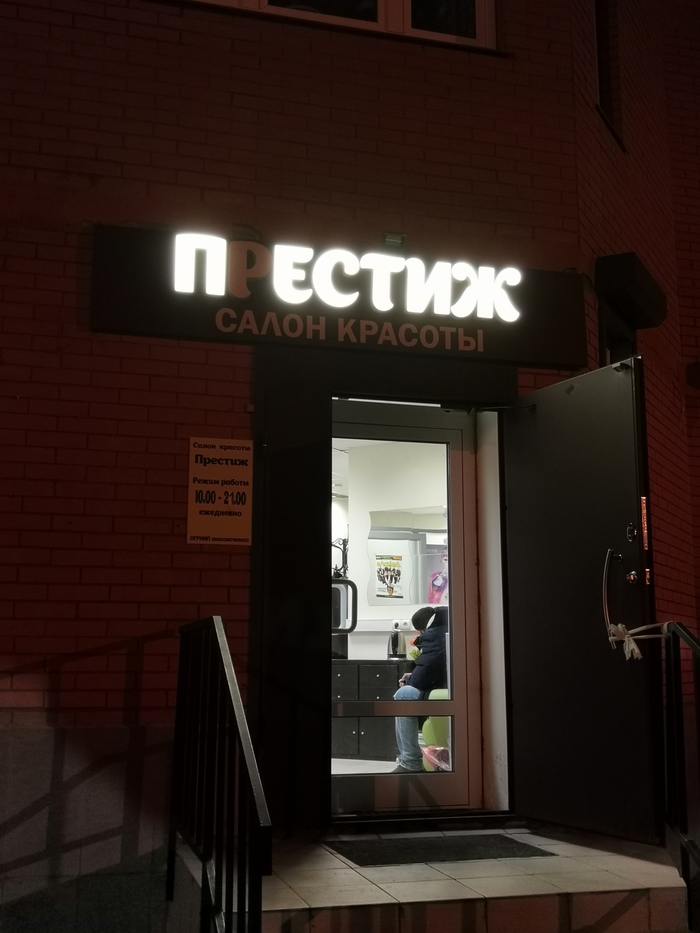 ПРЕСТИЖ
САЛОН КРАСОТЫ
Салон красоты
Престиж
Режим работы
10.00 - 21.00
ежедневно